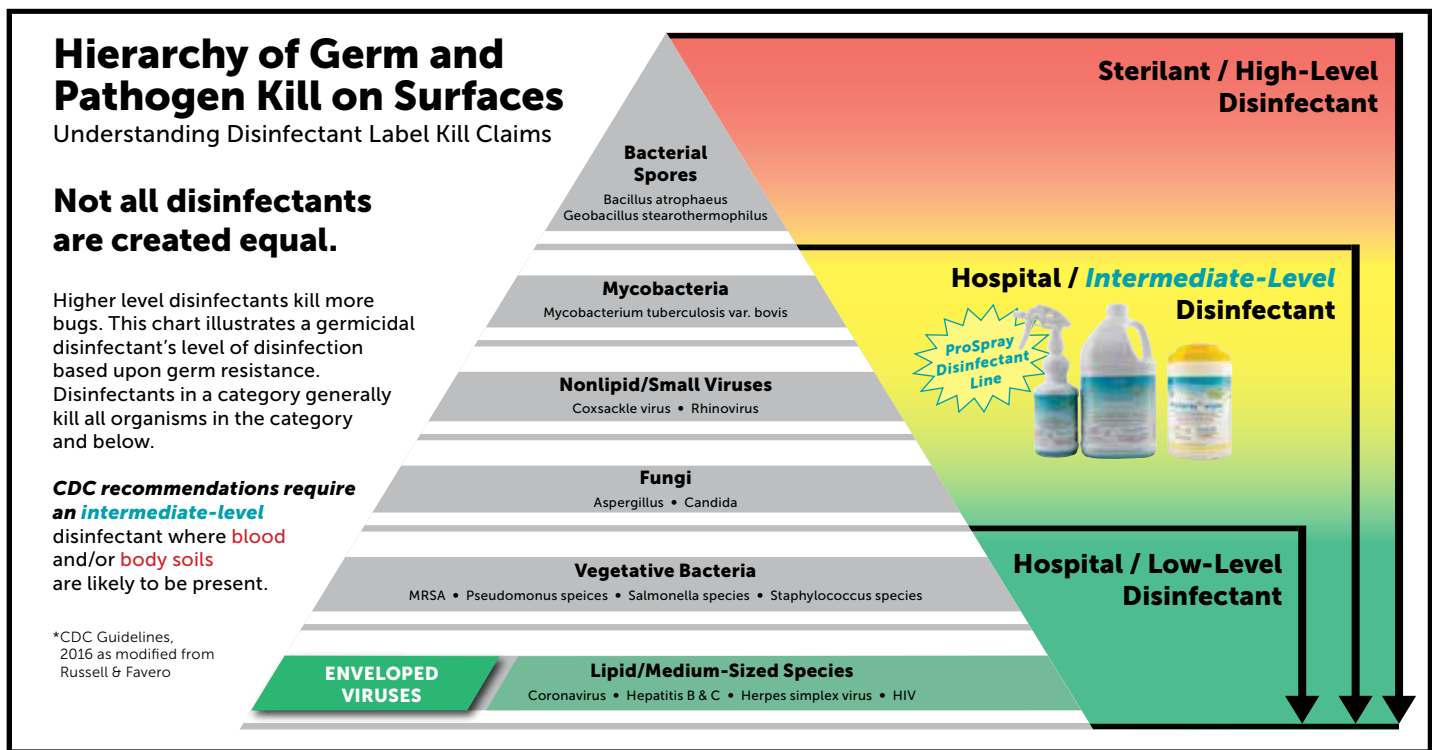 Hierarchy of Germ and
Pathogen Kill on Surfaces
Understanding Disinfectant Label Kill Claims
Not all disinfectants
are created equal.
Higher level disinfectants kill more
bugs. This chart illustrates a germicidal
disinfectant's level of disinfection
based upon germ resistance.
Disinfectants in a category generally
kill all organisms in the category
and below.
CDC recommendations require
an intermediate-level
disinfectant where blood
and/or body soils
are likely to be present.
*CDC Guidelines,
2016 as modified from
Russell & Favero
Bacterial
Spores
Bacillus atrophaeus
Geobacillus stearothermophilus
Mycobacteria
Mycobacterium tuberculosis var. bovis
Nonlipid/Small Viruses
Coxsackle virus • Rhinovirus
Fungi
Aspergillus • Candida
Vegetative Bacteria
MRSA • Pseudomonus speices • Salmonella species • Staphylococcus species
ENVELOPED
VIRUSES
Lipid/Medium-Sized Species
Coronavirus • Hepatitis B & C • Herpes simplex virus • HIV
Sterilant / High-Level
Disinfectant
Hospital / Intermediate-Level
Disinfectant
ProSpray
Disinfectant
Line
Hospital / Low-Level
Disinfectant